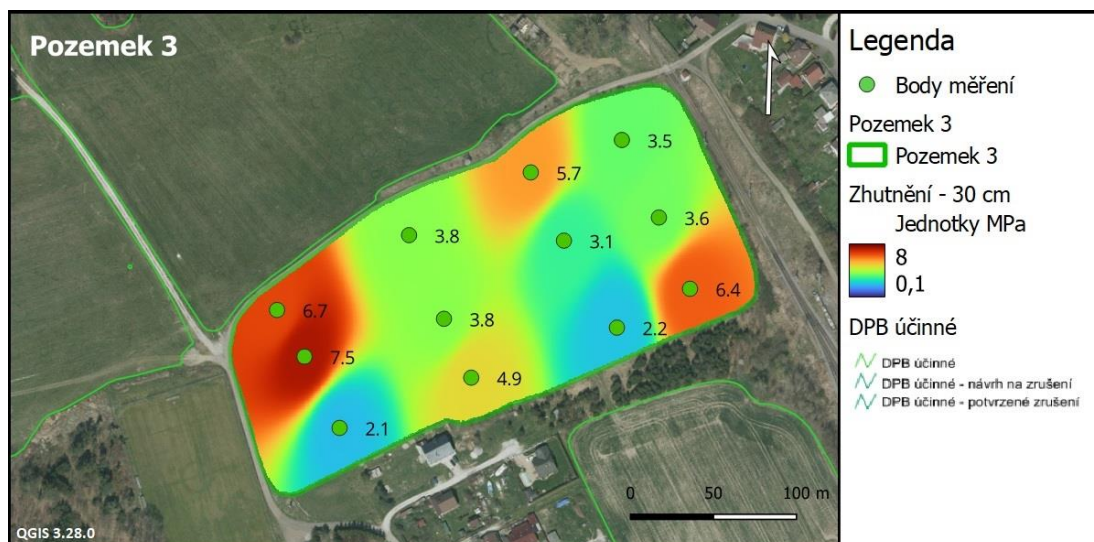 Pozemek 3
3.5
5.7
3.6
3.8
3.1
6.4
6.7
3.8
2.2
7.5
4.9
2.1
0 50 100 m
QGIS 3.28.0
Legenda
Body měření
Pozemek 3
Pozemek 3
Zhutnění - 30 cm
Jednotky MPa
8
0,1
DPB účinné
DPB účinné
DPB účinné - návrh na zrušení
DPB účinné - potvrzené zrušení